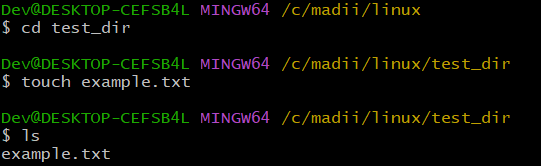 Dev@DESKTOP-CEFSB4L MINGW64 /c/madii/linux
$ cd test_dir
Dev@DESKTOP-CEFSB4L MINGW64 /c/madii/linux/test_dir
$ touch example.txt
Dev@DESKTOP-CEFSB4L MINGW64 /c/madii/linux/test_dir
$ ls
example.txt